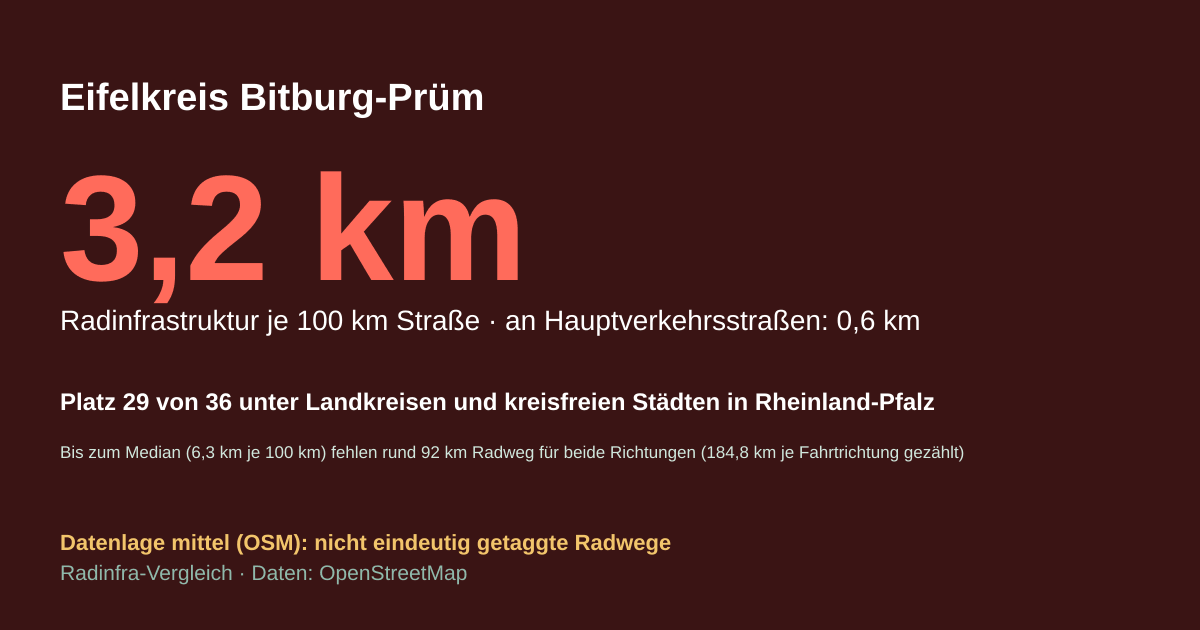 Eifelkreis Bitburg-Prüm
3,2 km
Radinfrastruktur je 100 km Straße · an Hauptverkehrsstraßen: 0,6 km
Platz 29 von 36 unter Landkreisen und kreisfreien Städten in Rheinland-Pfalz
Bis zum Median (6,3 km je 100 km) fehlen rund 92 km Radweg für beide Richtungen (184,8 km je Fahrtrichtung gezählt)
Datenlage mittel (OSM): nicht eindeutig getaggte Radwege
Radinfra-Vergleich · Daten: OpenStreetMap